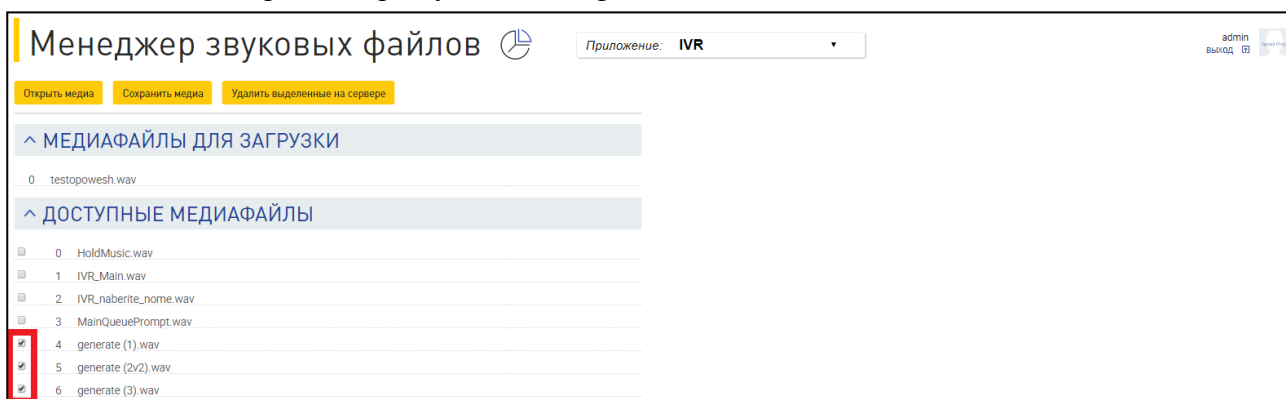 Менеджер звуковых файлов
Приложение: IVR
admin
выход
Открыть медиа Сохранить медиа Удалить выделенные на сервере
МЕДИАФАЙЛЫ ДЛЯ ЗАГРУЗКИ
0 testopowesh.wav
ДОСТУПНЫЕ МЕДИАФАЙЛЫ
0 HoldMusic.wav
1 IVR_Main.wav
2 IVR_naberite_nome.wav
3 MainQueuePrompt.wav
4 generate (1).wav
5 generate (2v2).wav
6 generate (3).wav